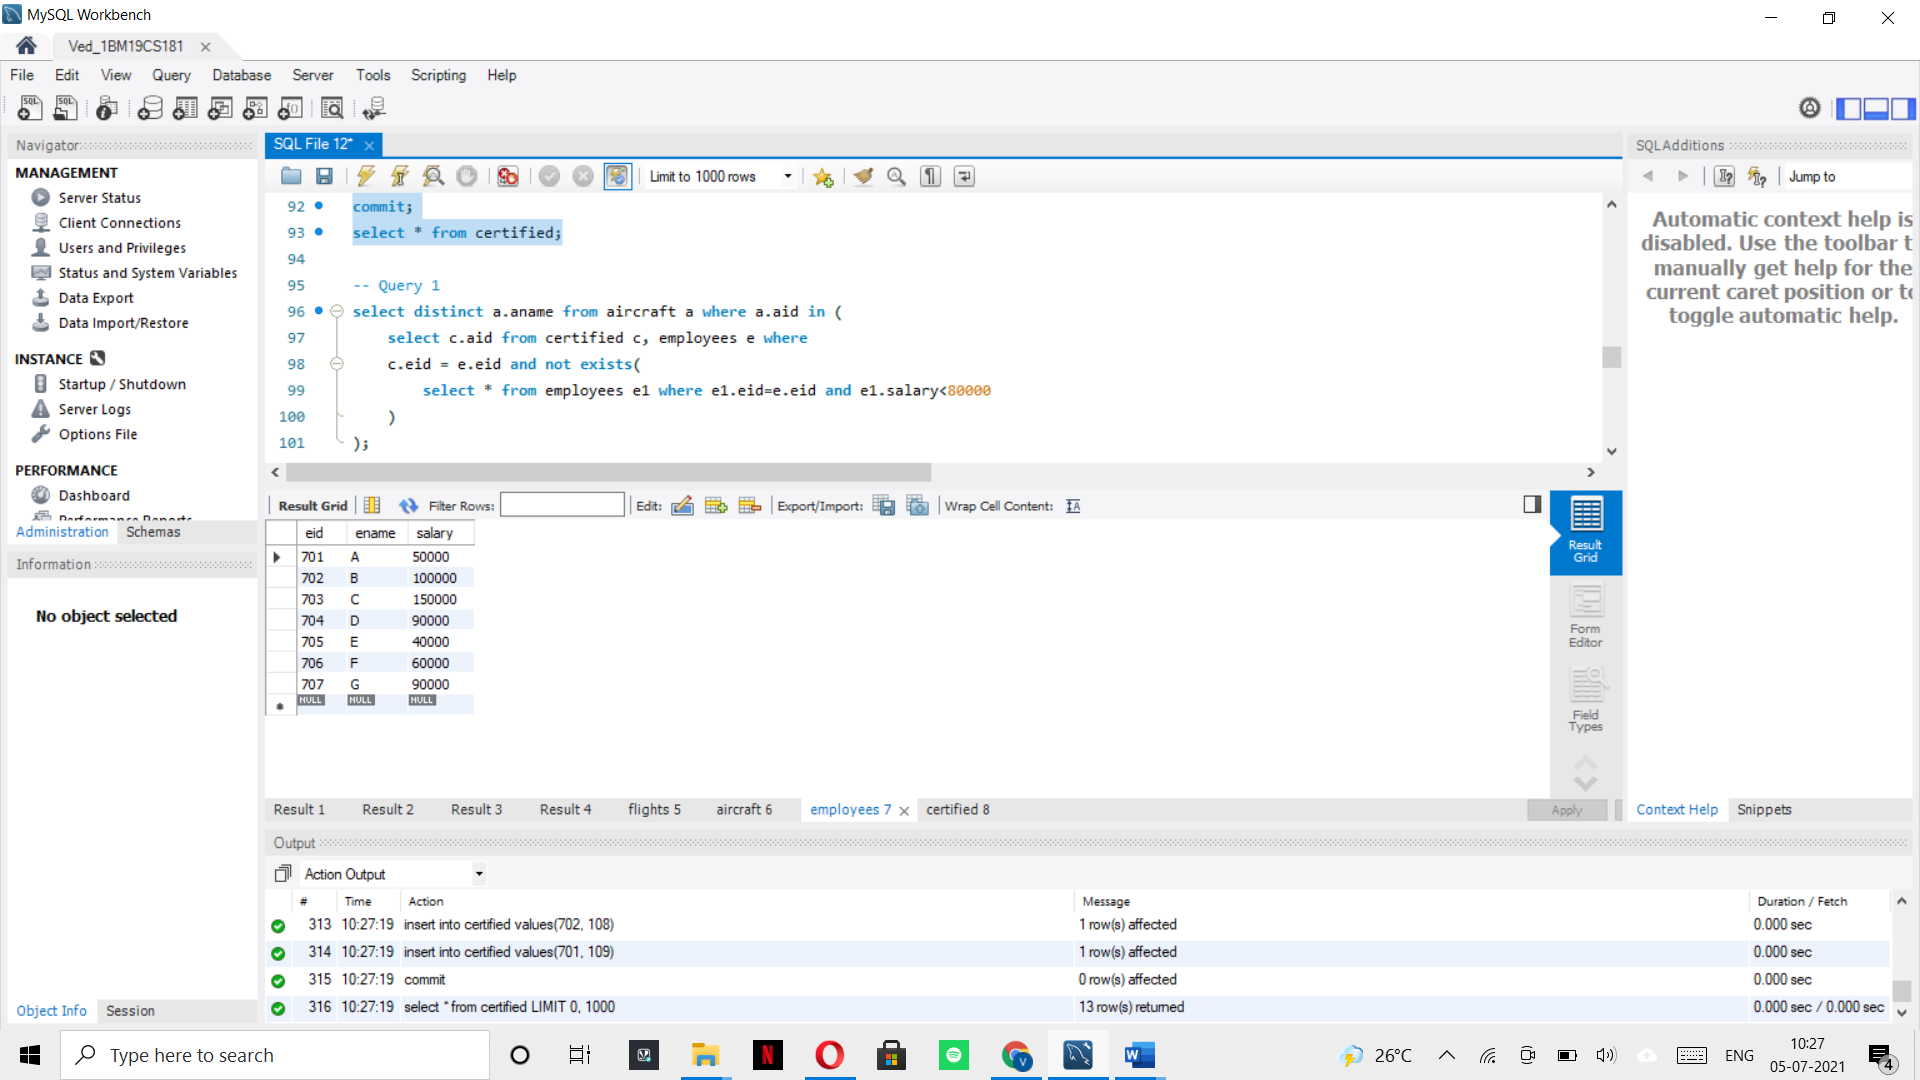 MySQL Workbench
Ved_1BM19CS181
File Edit View Query Database Server Tools Scripting Help
Navigator
MANAGEMENT
Server Status
Client Connections
Users and Privileges
Status and System Variables
Data Export
Data Import/Restore
INSTANCE
Startup / Shutdown
Server Logs
Options File
PERFORMANCE
Dashboard
Performance Reports
Administration Schemas
Information
No object selected
Object Info Session
SQL File 12*
Limit to 1000 rows
92 commit;
93 select * from certified;
94
95 -- Query 1
96 select distinct a.aname from aircraft a where a.aid in (
97 select c.aid from certified c, employees e where
98 c.eid = e.eid and not exists(
99 select * from employees e1 where e1.eid=e.eid and e1.salary<80000
100 )
101 );
Result Grid Filter Rows: Edit: Export/Import: Wrap Cell Content:
eid ename salary
701 A 50000
702 B 100000
703 C 150000
704 D 90000
705 E 40000
706 F 60000
707 G 90000
NULL NULL NULL
Result Grid
Form Editor
Field Types
Result 1 Result 2 Result 3 Result 4 flights 5 aircraft 6 employees 7 certified 8
Apply
SQLAdditions
Jump to
Automatic context help is
disabled. Use the toolbar t
manually get help for the
current caret position or to
toggle automatic help.
Context Help Snippets
Output
Action Output
# Time Action Message Duration / Fetch
313 10:27:19 insert into certified values(702, 108) 1 row(s) affected 0.000 sec
314 10:27:19 insert into certified values(701, 109) 1 row(s) affected 0.000 sec
315 10:27:19 commit 0 row(s) affected 0.000 sec
316 10:27:19 select * from certified LIMIT 0, 1000 13 row(s) returned 0.000 sec / 0.000 sec
Type here to search
26°C
ENG
10:27
05-07-2021
4